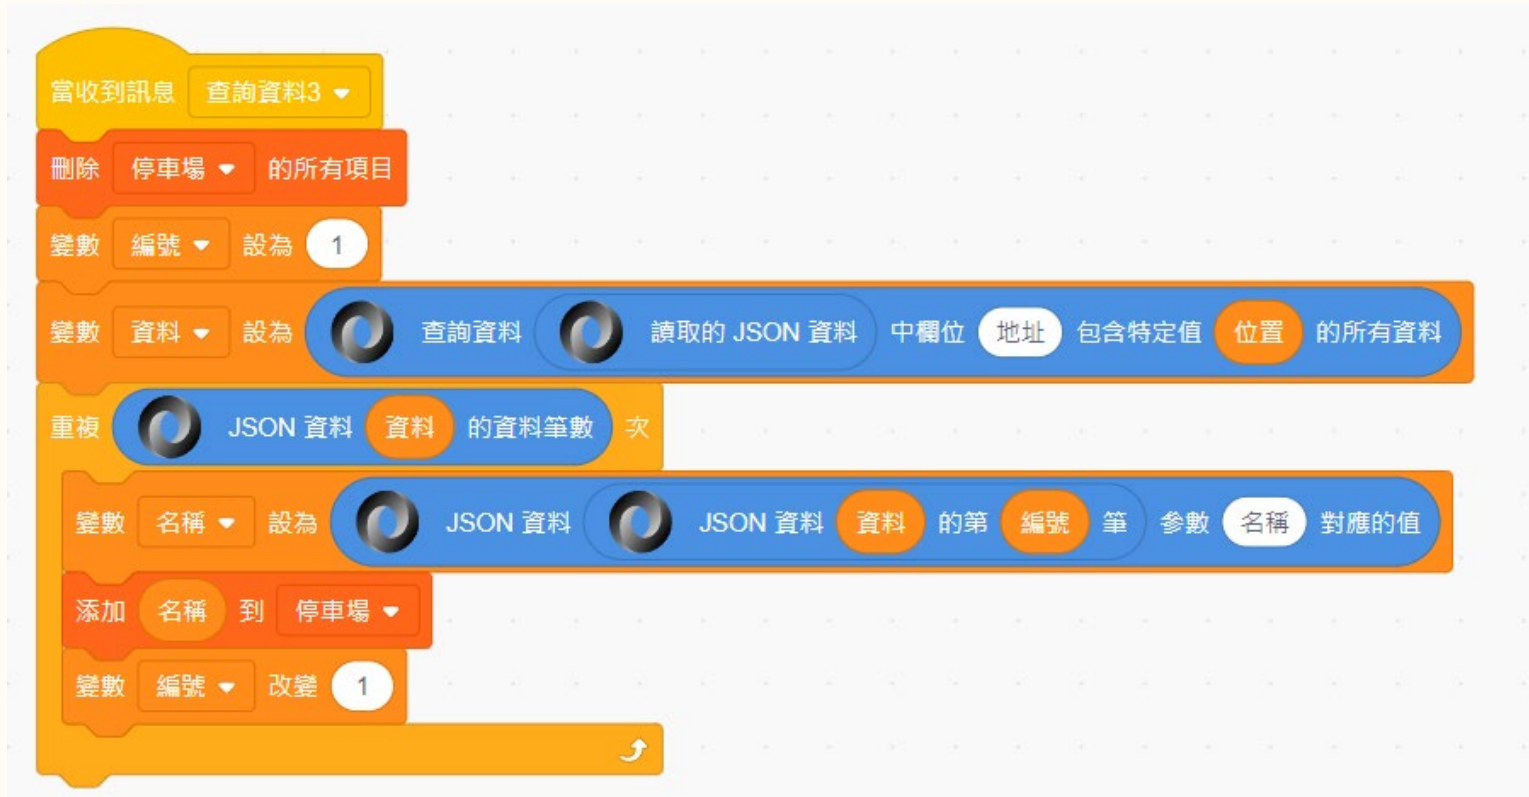 當收到訊息 查詢資料3
刪除 停車場 的所有項目
變數 編號 設為 1
變數 資料 設為 查詢資料 讀取的 JSON 資料 中欄位 地址 包含特定值 位置 的所有資料
重複 JSON 資料 資料 的資料筆數 次
變數 名稱 設為 JSON 資料 JSON 資料 資料 的第 編號 筆 參數 名稱 對應的值
添加 名稱 到 停車場
變數 編號 改變 1